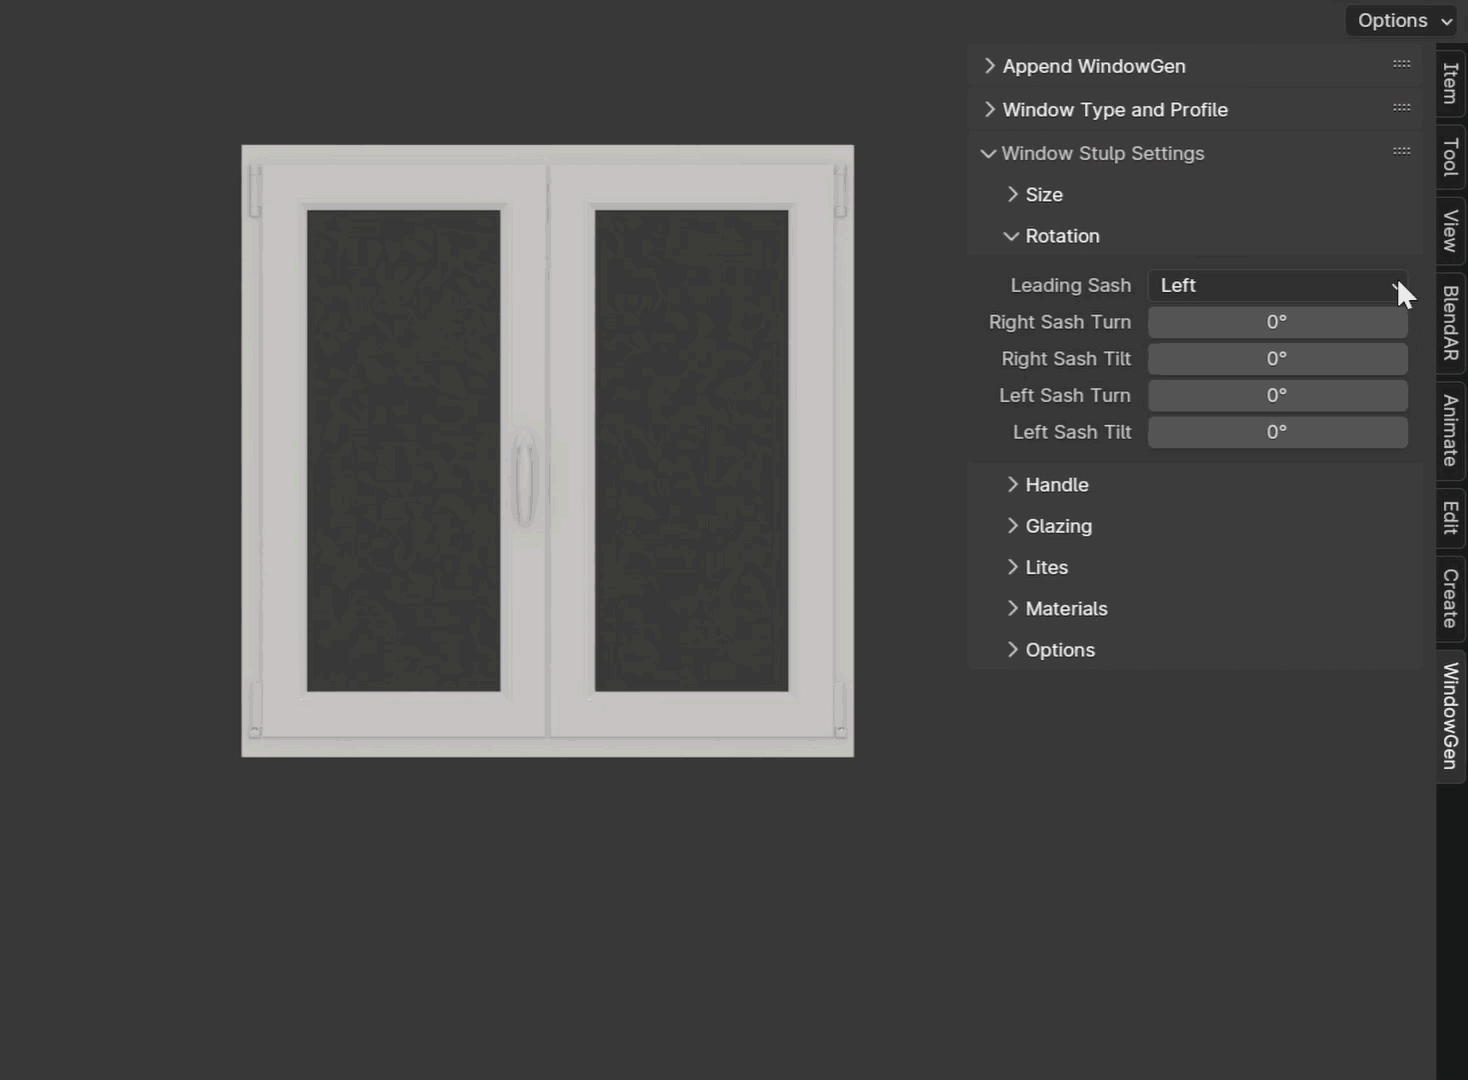 Options
Append WindowGen
Window Type and Profile
Window Stulp Settings
Size
Rotation
Leading Sash Left
Right Sash Turn 0°
Right Sash Tilt 0°
Left Sash Turn 0°
Left Sash Tilt 0°
Handle
Glazing
Lites
Materials
Options
Item
Tool
View
BlendAR
Animate
Edit
Create
WindowGen